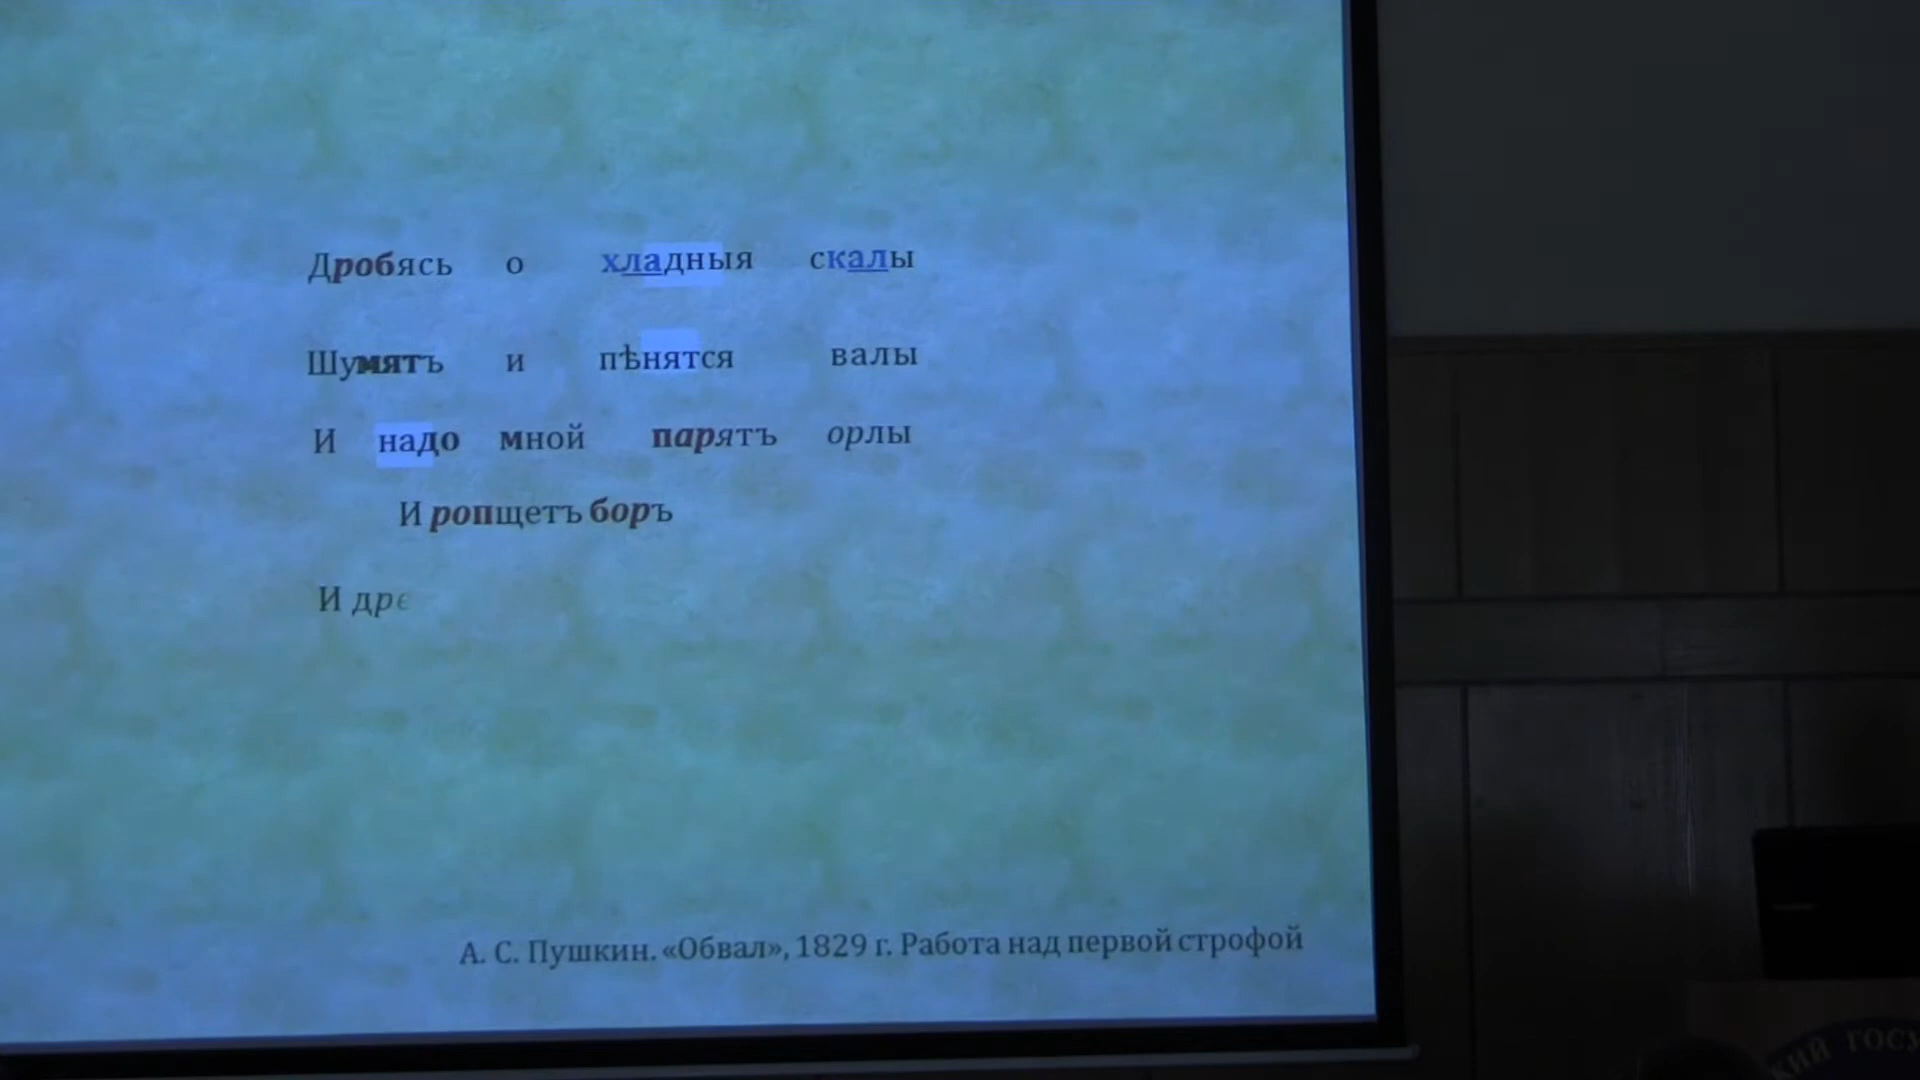 Дробясь о хладныя скалы
Шумятъ и пѣнятся валы
И надо мной парятъ орлы
И ропщетъ боръ
И дре
А. С. Пушкин. «Обвал», 1829 г. Работа над первой строфой